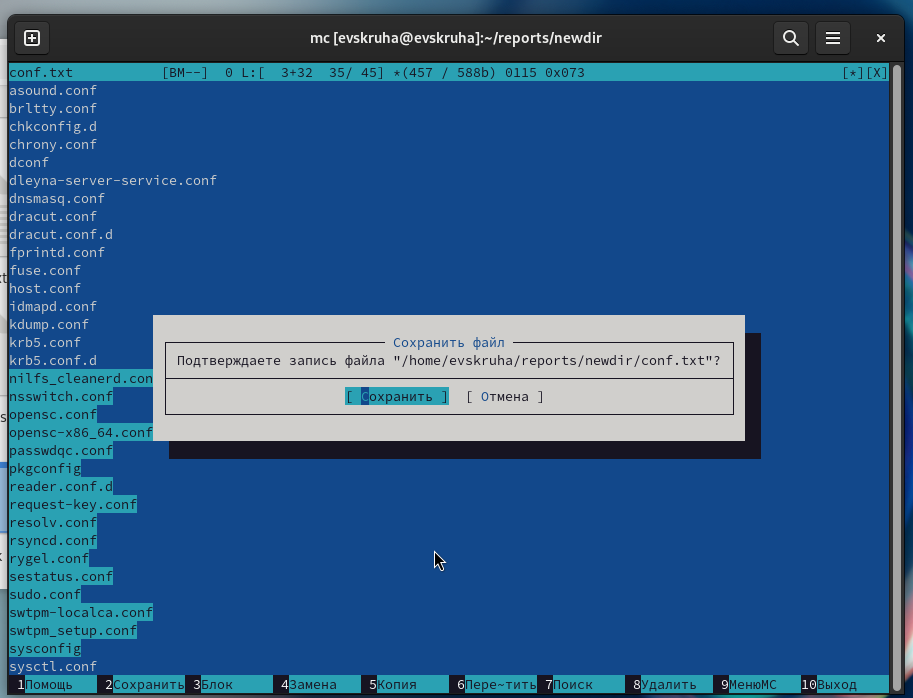 mc [evskruha@evskruha]:~/reports/newdir
conf.txt [BM--] 0 L:[ 3+32 35/ 45] *(457 / 588b) 0115 0x073 [*][X]
asound.conf
brltty.conf
chkconfig.d
chrony.conf
dconf
dleyna-server-service.conf
dnsmasq.conf
dracut.conf
dracut.conf.d
fprintd.conf
fuse.conf
host.conf
idmapd.conf
kdump.conf
krb5.conf
krb5.conf.d
nilfs_cleanerd.con
nsswitch.conf
opensc.conf
opensc-x86_64.conf
passwdqc.conf
pkgconfig
reader.conf.d
request-key.conf
resolv.conf
rsyncd.conf
rygel.conf
sestatus.conf
sudo.conf
swtpm-localca.conf
swtpm_setup.conf
sysconfig
sysctl.conf
Сохранить файл
Подтверждаете запись файла "/home/evskruha/reports/newdir/conf.txt"?
[ Сохранить ] [ Отмена ]
1Помощь 2Сохранить 3Блок 4Замена 5Копия 6Пере~тить 7Поиск 8Удалить 9МенюMC 10Выход